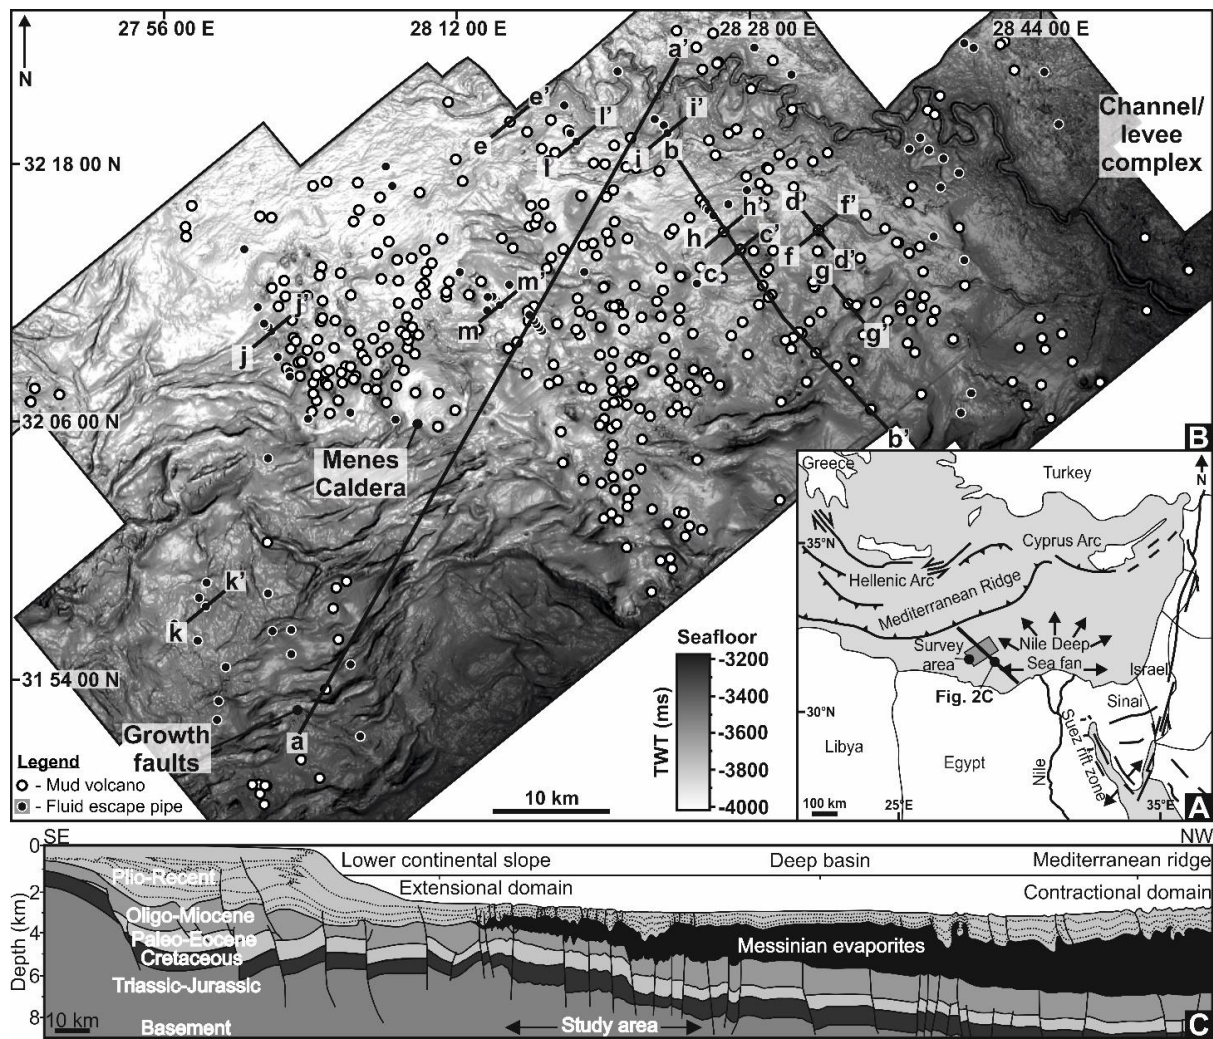 27 56 00 E
28 12 00 E
28 28 00 E
28 44 00 E
N
a'
e'
l'
i'
e
l
i
b
Channel/
levee
complex
32 18 00 N
h'
d'
f'
h
c'
c
f
d'
g
m'
j'
m
g'
j
32 06 00 N
b'
B
Menes
Caldera
k'
k
31 54 00 N
a
Growth
faults
Legend
- Mud volcano
- Fluid escape pipe
10 km
Seafloor
TWT (ms)
-3200
-3400
-3600
-3800
-4000
Greece
Turkey
N
35°N
Cyprus Arc
Hellenic Arc
Mediterranean Ridge
Survey
area
Nile Deep
Sea fan
Israel
Fig. 2C
Sinai
30°N
Suez rift zone
Libya
Egypt
Nile
100 km
25°E
35°E
A
SE
NW
0
2
4
6
8
Depth (km)
Lower continental slope
Deep basin
Mediterranean ridge
Plio-Recent
Extensional domain
Contractional domain
Oligo-Miocene
Paleo-Eocene
Messinian evaporites
Cretaceous
Triassic-Jurassic
10 km
Basement
Study area
C